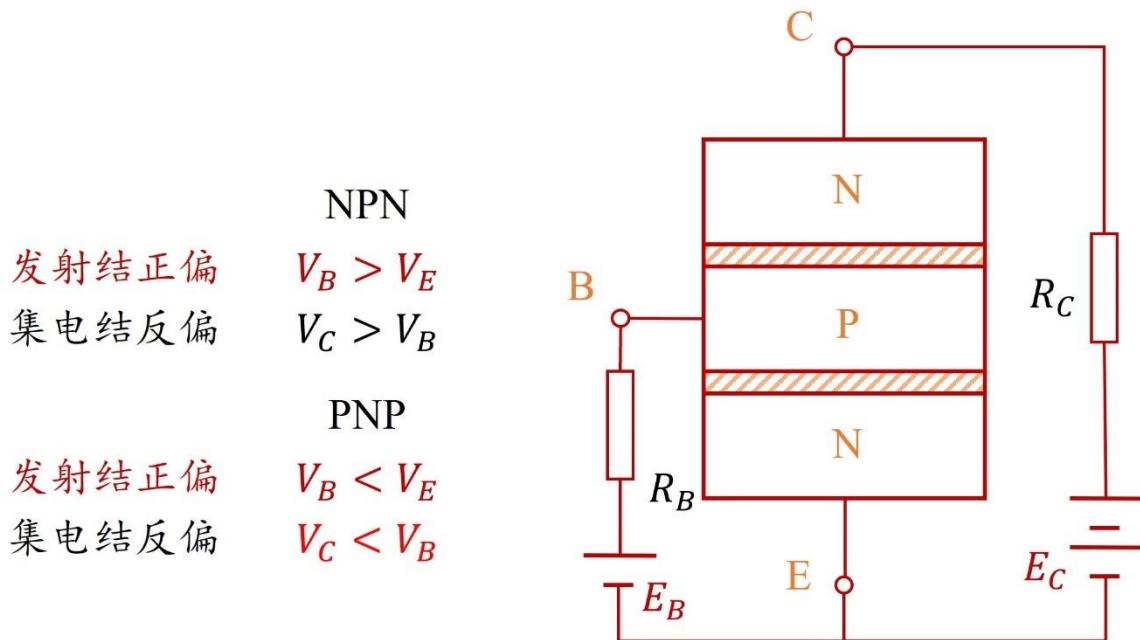 NPN
发射结正偏 V_B > V_E
集电结反偏 V_C > V_B
PNP
发射结正偏 V_B < V_E
集电结反偏 V_C < V_B
C
N
B
P
R_C
N
R_B
E
E_B
E_C